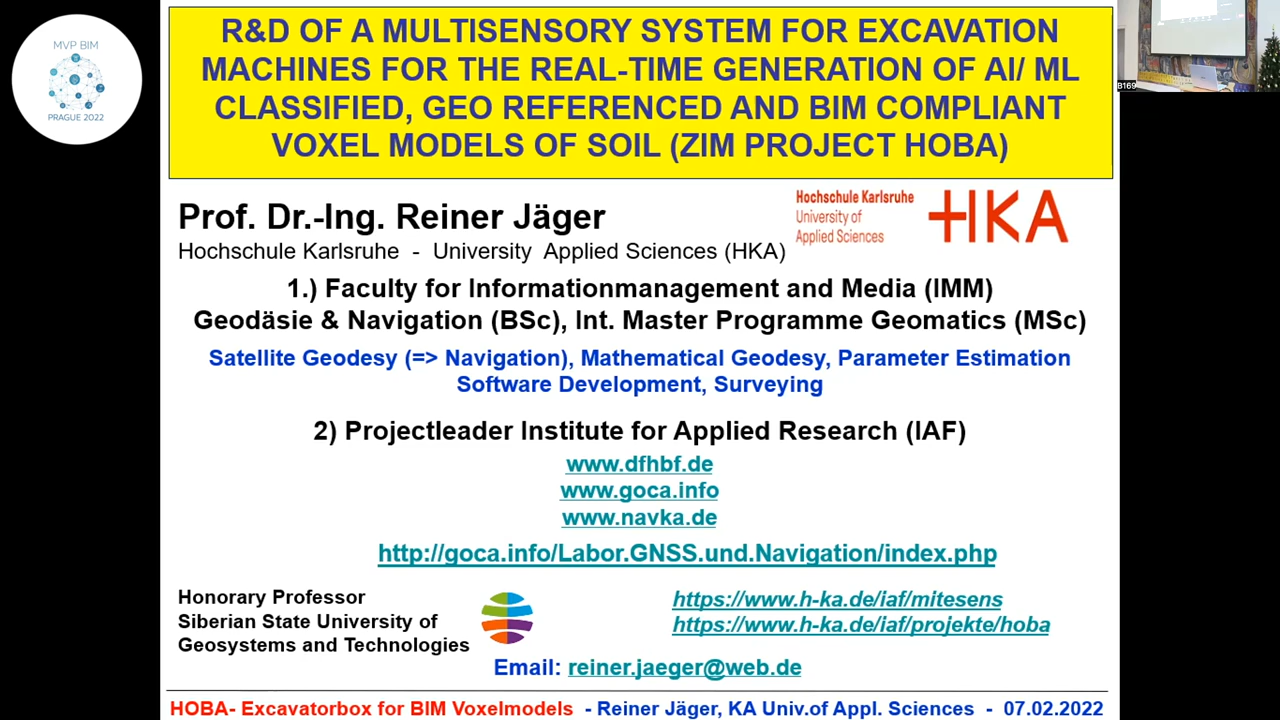 MVP BIM
PRAGUE 2022
R&D OF A MULTISENSORY SYSTEM FOR EXCAVATION
MACHINES FOR THE REAL-TIME GENERATION OF AI/ ML
CLASSIFIED, GEO REFERENCED AND BIM COMPLIANT
VOXEL MODELS OF SOIL (ZIM PROJECT HOBA)
B169
Prof. Dr.-Ing. Reiner Jäger
Hochschule Karlsruhe - University Applied Sciences (HKA)
Hochschule Karlsruhe
University of
Applied Sciences
HKA
1.) Faculty for Informationmanagement and Media (IMM)
Geodäsie & Navigation (BSc), Int. Master Programme Geomatics (MSc)
Satellite Geodesy (=> Navigation), Mathematical Geodesy, Parameter Estimation
Software Development, Surveying
2) Projectleader Institute for Applied Research (IAF)
www.dfhbf.de
www.goca.info
www.navka.de
http://goca.info/Labor.GNSS.und.Navigation/index.php
Honorary Professor
Siberian State University of
Geosystems and Technologies
https://www.h-ka.de/iaf/mitesens
https://www.h-ka.de/iaf/projekte/hoba
Email: reiner.jaeger@web.de
HOBA- Excavatorbox for BIM Voxelmodels - Reiner Jäger, KA Univ.of Appl. Sciences - 07.02.2022